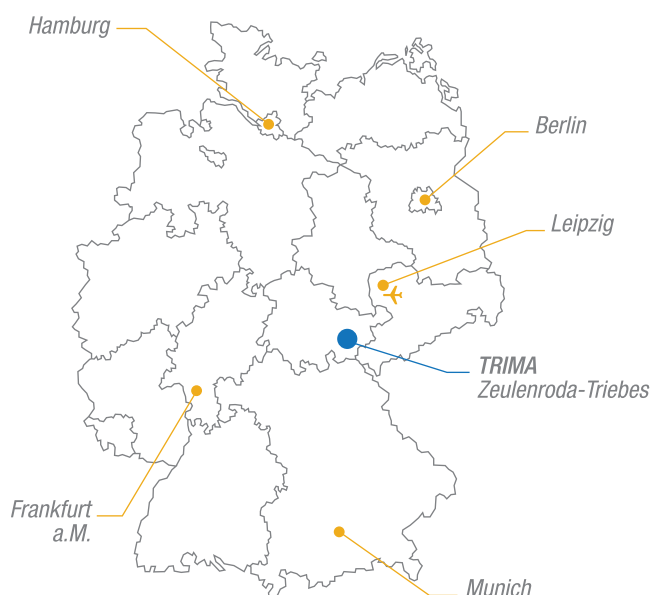 Hamburg
Berlin
Leipzig
TRIMA
Zeulenroda-Triebes
Frankfurt
a.M.
Munich